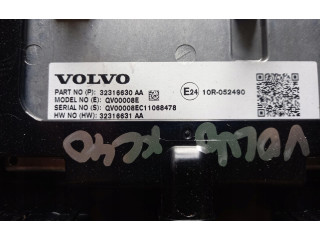 VOLVO
PART NO (P): 32316630 AA
MODEL NO (E): QV00008E
SERIAL NO (S): QV00008EC11068478
HW NO (HW): 32316631 AA
E24 10R-052490
VOLVO XC40